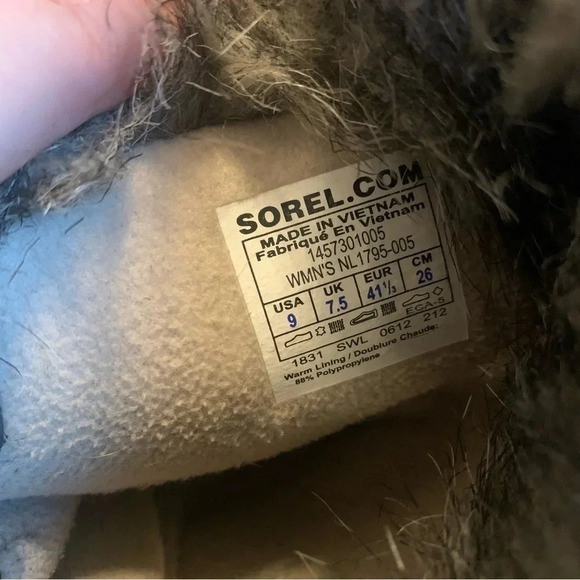 SOREL.COM
MADE IN VIETNAM
Fabriqué En Vietnam
1457301005
WMN'S NL1795-005
USA UK EUR CM
9 7.5 41 1/3 26
ECA-5
1831 SWL 0612 212
Warm Lining / Doublure Chaude:
88% Polypropylene